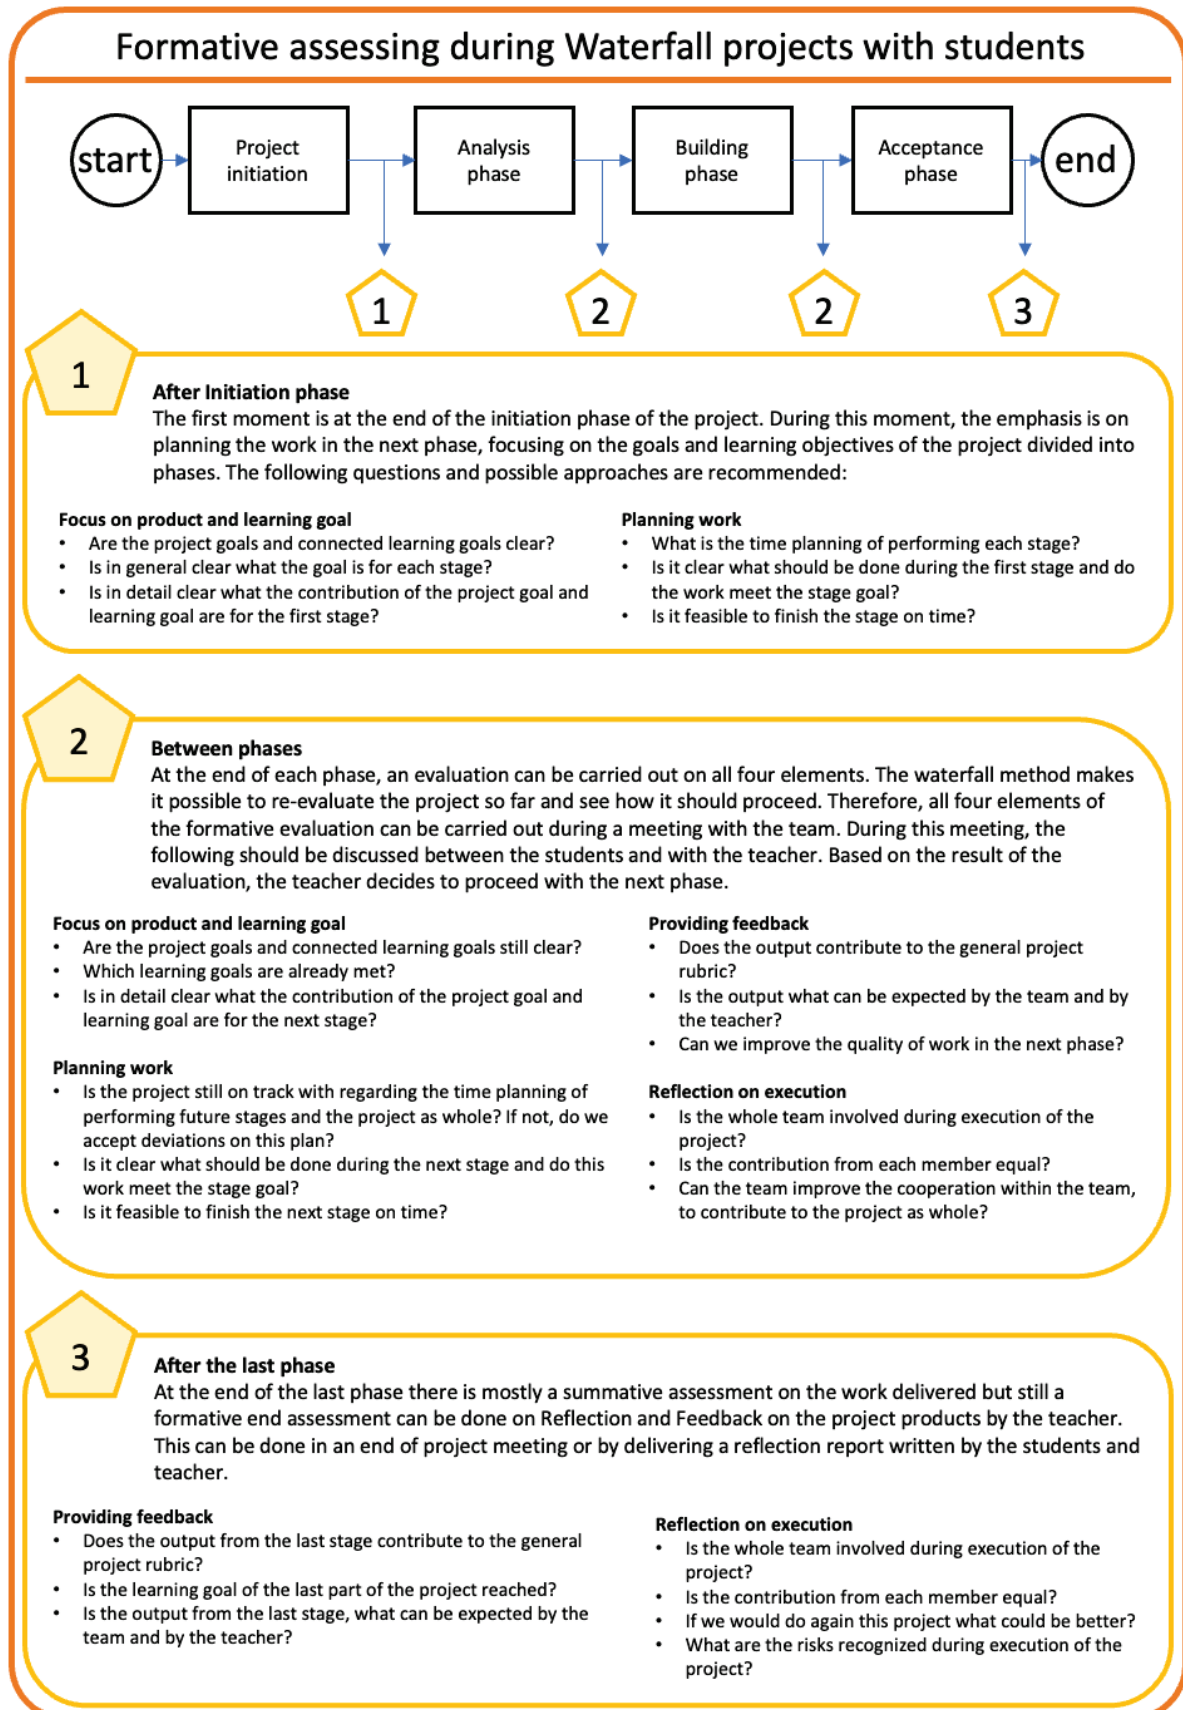 Formative assessing during Waterfall projects with students
start
Project
initiation
Analysis
phase
Building
phase
Acceptance
phase
end
1
2
2
3
1
After Initiation phase
The first moment is at the end of the initiation phase of the project. During this moment, the emphasis is on
planning the work in the next phase, focusing on the goals and learning objectives of the project divided into
phases. The following questions and possible approaches are recommended:
Focus on product and learning goal
• Are the project goals and connected learning goals clear?
• Is in general clear what the goal is for each stage?
• Is in detail clear what the contribution of the project goal and
learning goal are for the first stage?
Planning work
• What is the time planning of performing each stage?
• Is it clear what should be done during the first stage and do
the work meet the stage goal?
• Is it feasible to finish the stage on time?
2
Between phases
At the end of each phase, an evaluation can be carried out on all four elements. The waterfall method makes
it possible to re-evaluate the project so far and see how it should proceed. Therefore, all four elements of
the formative evaluation can be carried out during a meeting with the team. During this meeting, the
following should be discussed between the students and with the teacher. Based on the result of the
evaluation, the teacher decides to proceed with the next phase.
Focus on product and learning goal
• Are the project goals and connected learning goals still clear?
• Which learning goals are already met?
• Is in detail clear what the contribution of the project goal and
learning goal are for the next stage?
Planning work
• Is the project still on track with regarding the time planning of
performing future stages and the project as whole? If not, do we
accept deviations on this plan?
• Is it clear what should be done during the next stage and do this
work meet the stage goal?
• Is it feasible to finish the next stage on time?
Providing feedback
• Does the output contribute to the general project
rubric?
• Is the output what can be expected by the team and by
the teacher?
• Can we improve the quality of work in the next phase?
Reflection on execution
• Is the whole team involved during execution of the
project?
• Is the contribution from each member equal?
• Can the team improve the cooperation within the team,
to contribute to the project as whole?
3
After the last phase
At the end of the last phase there is mostly a summative assessment on the work delivered but still a
formative end assessment can be done on Reflection and Feedback on the project products by the teacher.
This can be done in an end of project meeting or by delivering a reflection report written by the students and
teacher.
Providing feedback
• Does the output from the last stage contribute to the general
project rubric?
• Is the learning goal of the last part of the project reached?
• Is the output from the last stage, what can be expected by the
team and by the teacher?
Reflection on execution
• Is the whole team involved during execution of the
project?
• Is the contribution from each member equal?
• If we would do again this project what could be better?
• What are the risks recognized during execution of the
project?